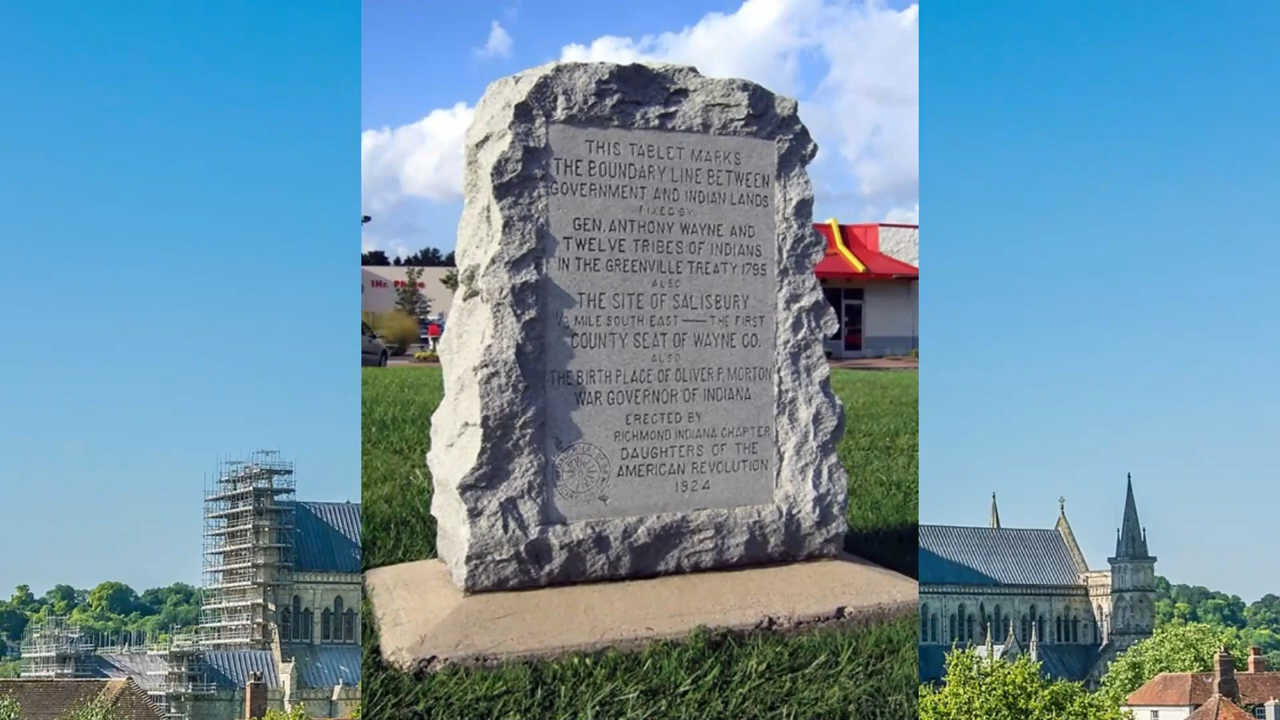 THIS TABLET MARKS
THE BOUNDARY LINE BETWEEN
GOVERNMENT AND INDIAN LANDS
FIXED BY
GEN. ANTHONY WAYNE AND
TWELVE TRIBES OF INDIANS
IN THE GREENVILLE TREATY 1795
ALSO
THE SITE OF SALISBURY
MILE SOUTH EAST — THE FIRST
COUNTY SEAT OF WAYNE CO.
ALSO
THE BIRTH PLACE OF OLIVER P. MORTON
WAR GOVERNOR OF INDIANA
ERECTED BY
RICHMOND INDIANA CHAPTER
DAUGHTERS OF THE
AMERICAN REVOLUTION
1924
1Hr. Photo